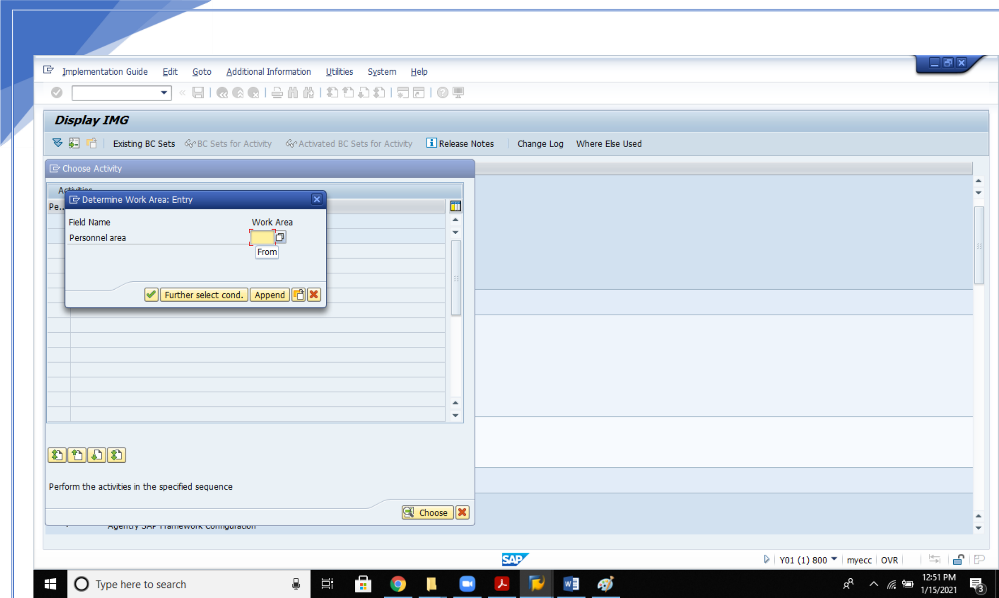 Implementation Guide Edit Goto Additional Information Utilities System Help
Display IMG
Existing BC Sets BC Sets for Activity Activated BC Sets for Activity Release Notes Change Log Where Else Used
Choose Activity
Activities
Pe..
Determine Work Area: Entry
Field Name Work Area
Personnel area
From
Further select cond. Append
Perform the activities in the specified sequence
Choose
Agentry SAP Framework Configuration
SAP
Y01 (1) 800 myecc OVR
Type here to search
12:51 PM
1/15/2021
3